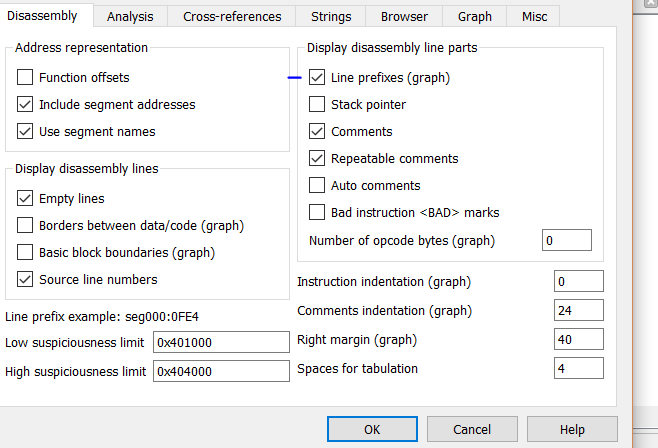 Disassembly Analysis Cross-references Strings Browser Graph Misc
Address representation
Function offsets
Include segment addresses
Use segment names
Display disassembly lines
Empty lines
Borders between data/code (graph)
Basic block boundaries (graph)
Source line numbers
Line prefix example: seg000:0FE4
Low suspiciousness limit 0x401000
High suspiciousness limit 0x404000
Display disassembly line parts
Line prefixes (graph)
Stack pointer
Comments
Repeatable comments
Auto comments
Bad instruction <BAD> marks
Number of opcode bytes (graph) 0
Instruction indentation (graph) 0
Comments indentation (graph) 24
Right margin (graph) 40
Spaces for tabulation 4
OK Cancel Help